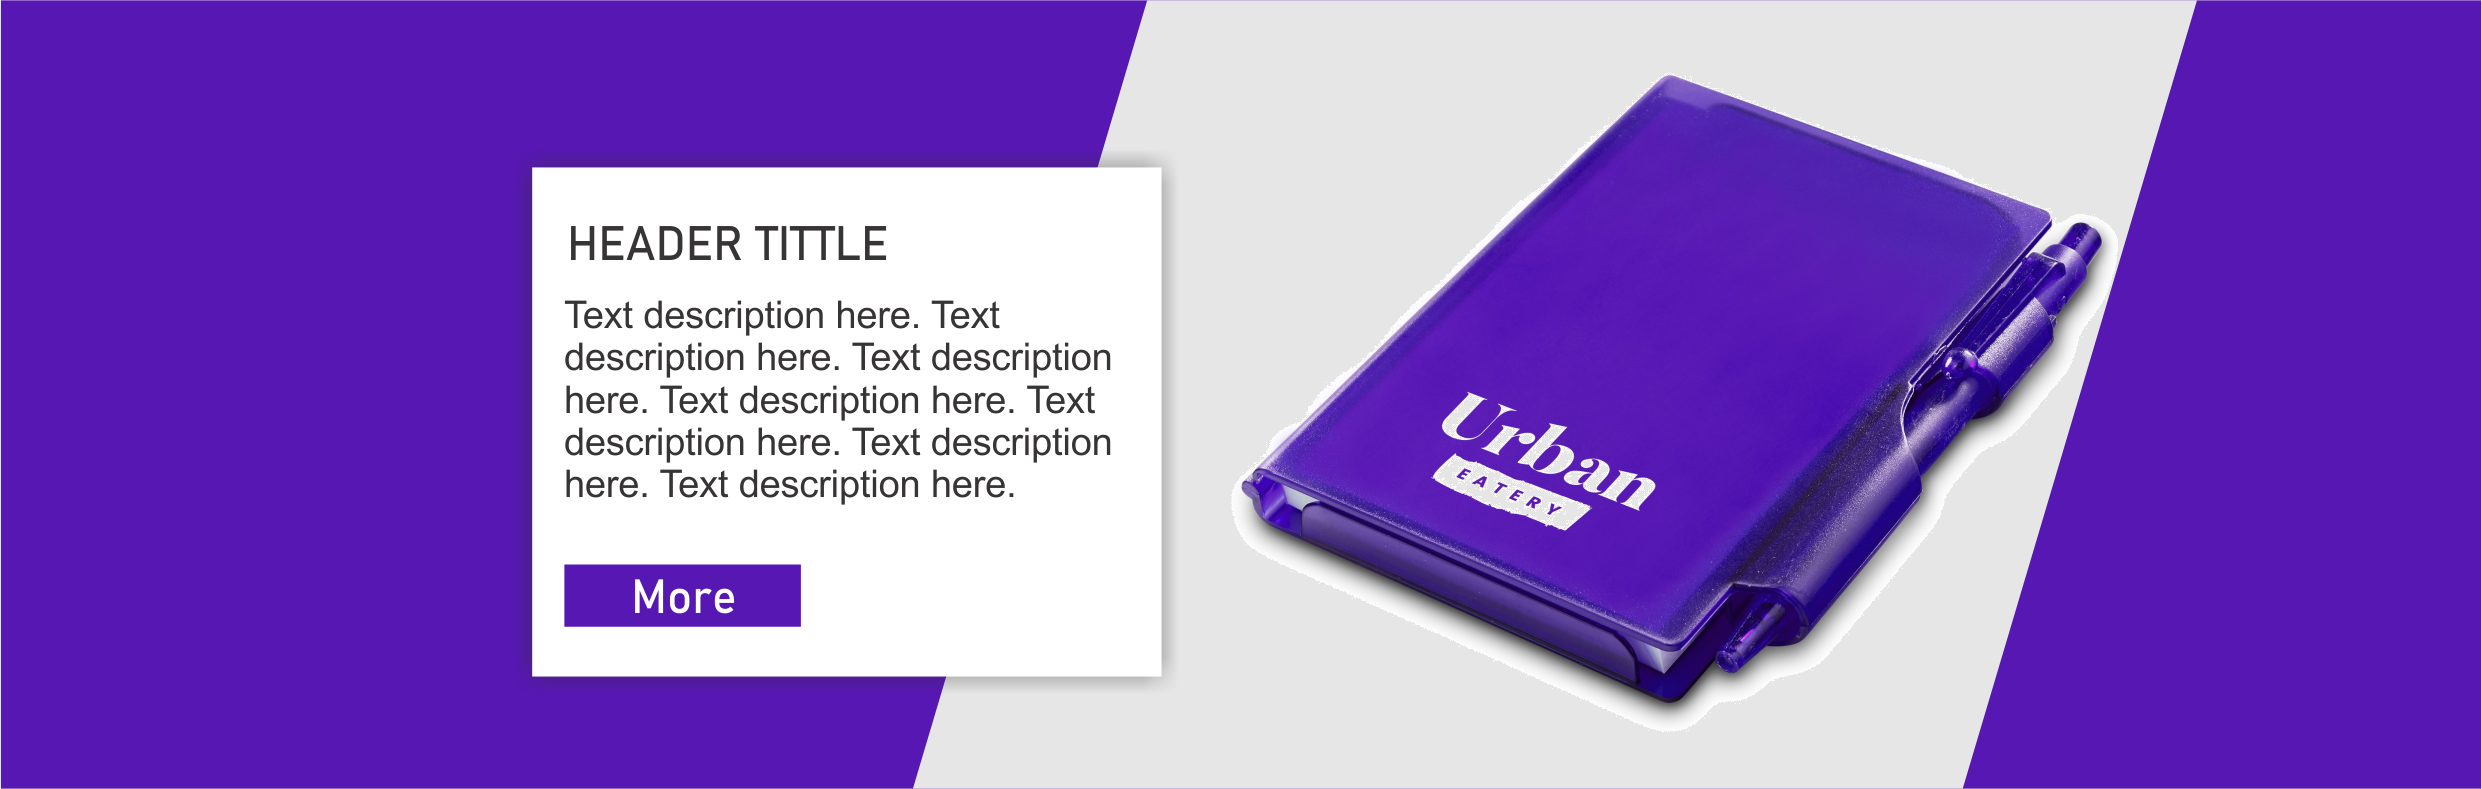 HEADER TITTLE
Text description here. Text
description here. Text description
here. Text description here. Text
description here. Text description
here. Text description here.
More
Urban
EATERY